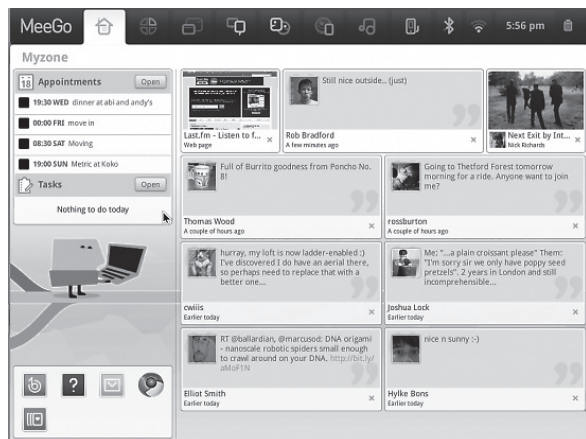 MeeGo
5:56 pm
Myzone
18 Appointments Open
19:30 WED dinner at abi and andy's
00:00 FRI move in
08:30 SAT Moving
19:00 SUN Metric at Koko
Tasks Open
Nothing to do today
Last.fm - Listen to f...
Web page
Still nice outside.. (just)
Rob Bradford
A few minutes ago
Next Exit by Int...
Nick Richards
Full of Burrito goodness from Poncho No.
8!
Thomas Wood
A couple of hours ago
Going to Thetford Forest tomorrow
morning for a ride. Anyone want to join
me?
rossburton
A couple of hours ago
hurray, my loft is now ladder-enabled :)
I've discovered I do have an aerial there,
so perhaps need to replace that with a
better one...
cwiiis
Earlier today
Me: "...a plain croissant please" Them:
"I'm sorry sir we only have poppy seed
pretzels". 2 years in London and still
incomprehensible...
Joshua Lock
Earlier today
RT @ballardian, @marcusod: DNA origami
- nanoscale robotic spiders small enough
to crawl around on your DNA. http://bit.ly/
aMoF1N
Elliot Smith
Earlier today
nice n sunny :-)
Hylke Bons
Earlier today
?